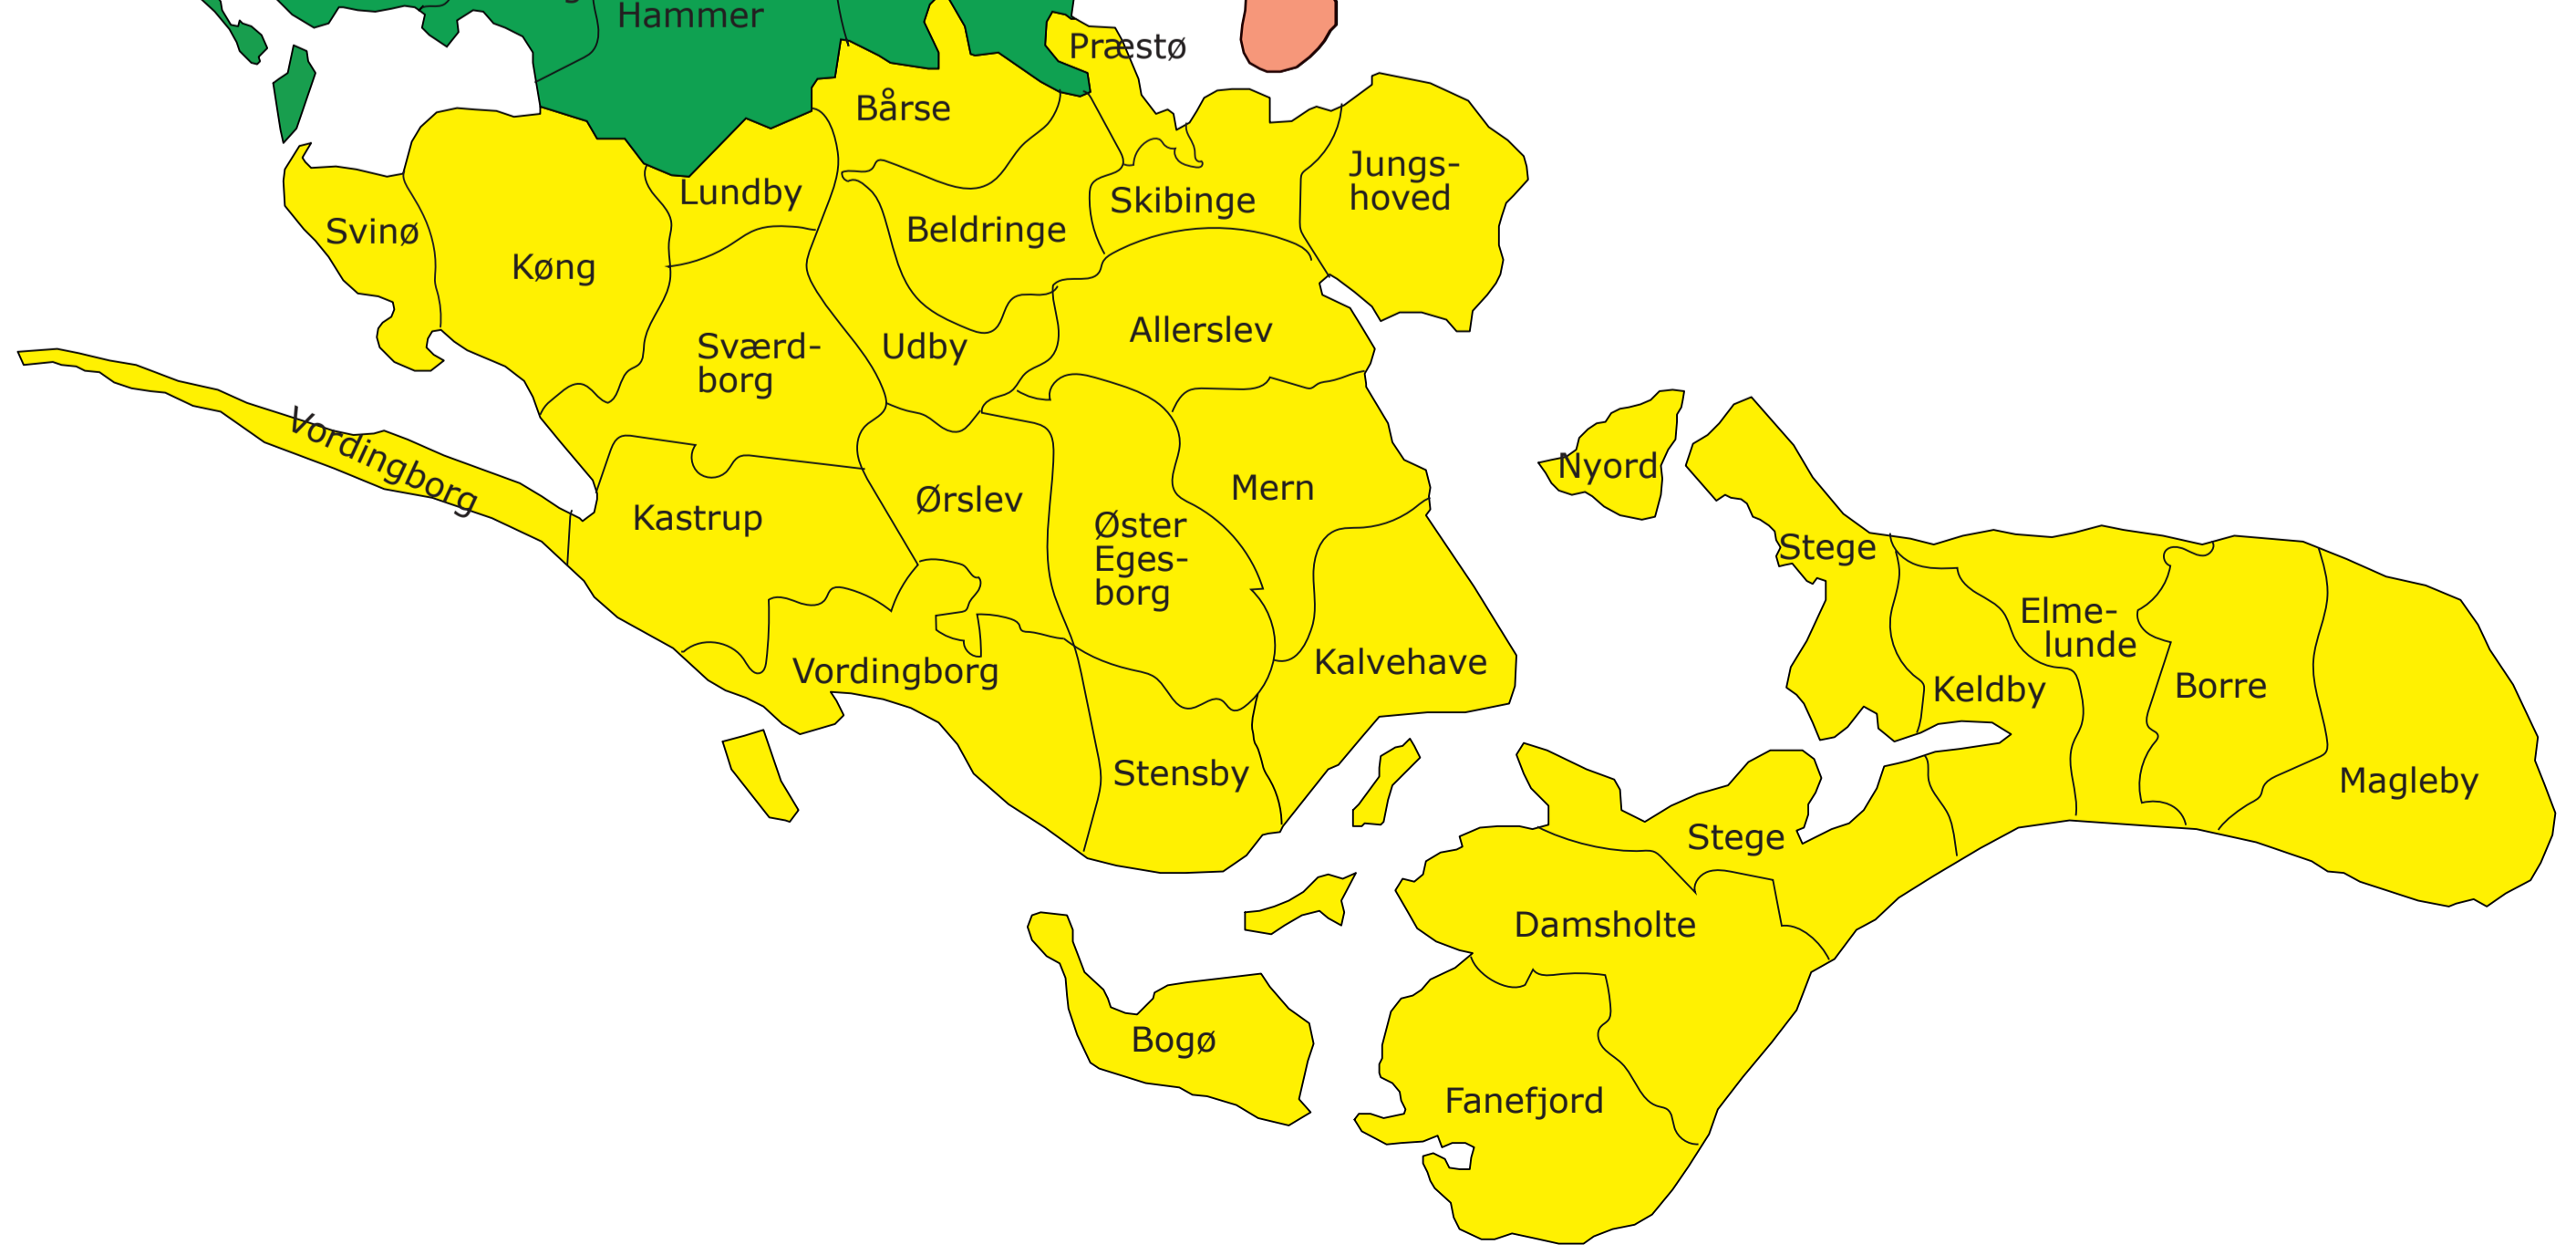 Hammer
Præstø
Bårse
Jungs-
hoved
Lundby
Skibinge
Svinø
Beldringe
Køng
Allerslev
Sværd-
borg
Udby
Vordingborg
Nyord
Mern
Ørslev
Kastrup
Øster
Eges-
borg
Stege
Elme-
lunde
Kalvehave
Vordingborg
Borre
Keldby
Stensby
Magleby
Stege
Damsholte
Bogø
Fanefjord